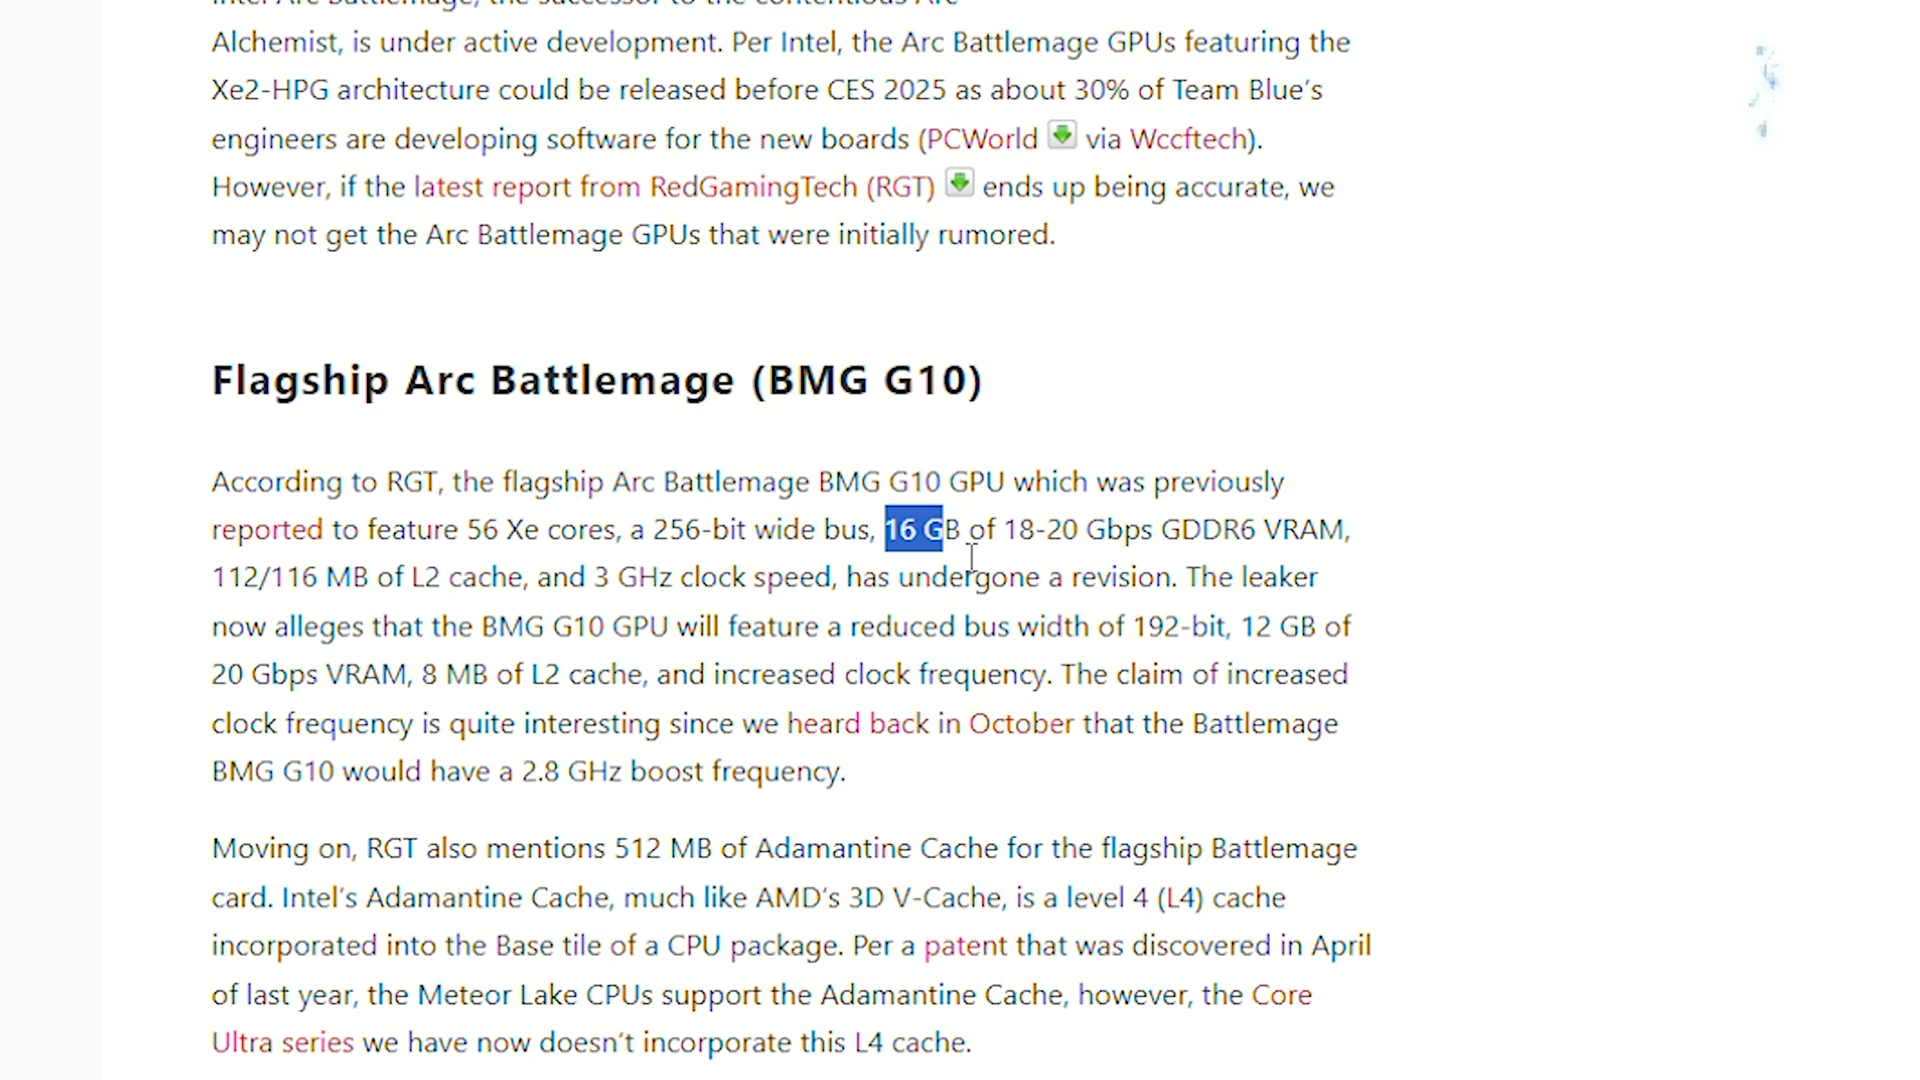 Alchemist, is under active development. Per Intel, the Arc Battlemage GPUs featuring the
Xe2-HPG architecture could be released before CES 2025 as about 30% of Team Blue's
engineers are developing software for the new boards (PCWorld via Wccftech).
However, if the latest report from RedGamingTech (RGT) ends up being accurate, we
may not get the Arc Battlemage GPUs that were initially rumored.
Flagship Arc Battlemage (BMG G10)
According to RGT, the flagship Arc Battlemage BMG G10 GPU which was previously
reported to feature 56 Xe cores, a 256-bit wide bus, 16 GB of 18-20 Gbps GDDR6 VRAM,
112/116 MB of L2 cache, and 3 GHz clock speed, has undergone a revision. The leaker
now alleges that the BMG G10 GPU will feature a reduced bus width of 192-bit, 12 GB of
20 Gbps VRAM, 8 MB of L2 cache, and increased clock frequency. The claim of increased
clock frequency is quite interesting since we heard back in October that the Battlemage
BMG G10 would have a 2.8 GHz boost frequency.
Moving on, RGT also mentions 512 MB of Adamantine Cache for the flagship Battlemage
card. Intel's Adamantine Cache, much like AMD's 3D V-Cache, is a level 4 (L4) cache
incorporated into the Base tile of a CPU package. Per a patent that was discovered in April
of last year, the Meteor Lake CPUs support the Adamantine Cache, however, the Core
Ultra series we have now doesn't incorporate this L4 cache.